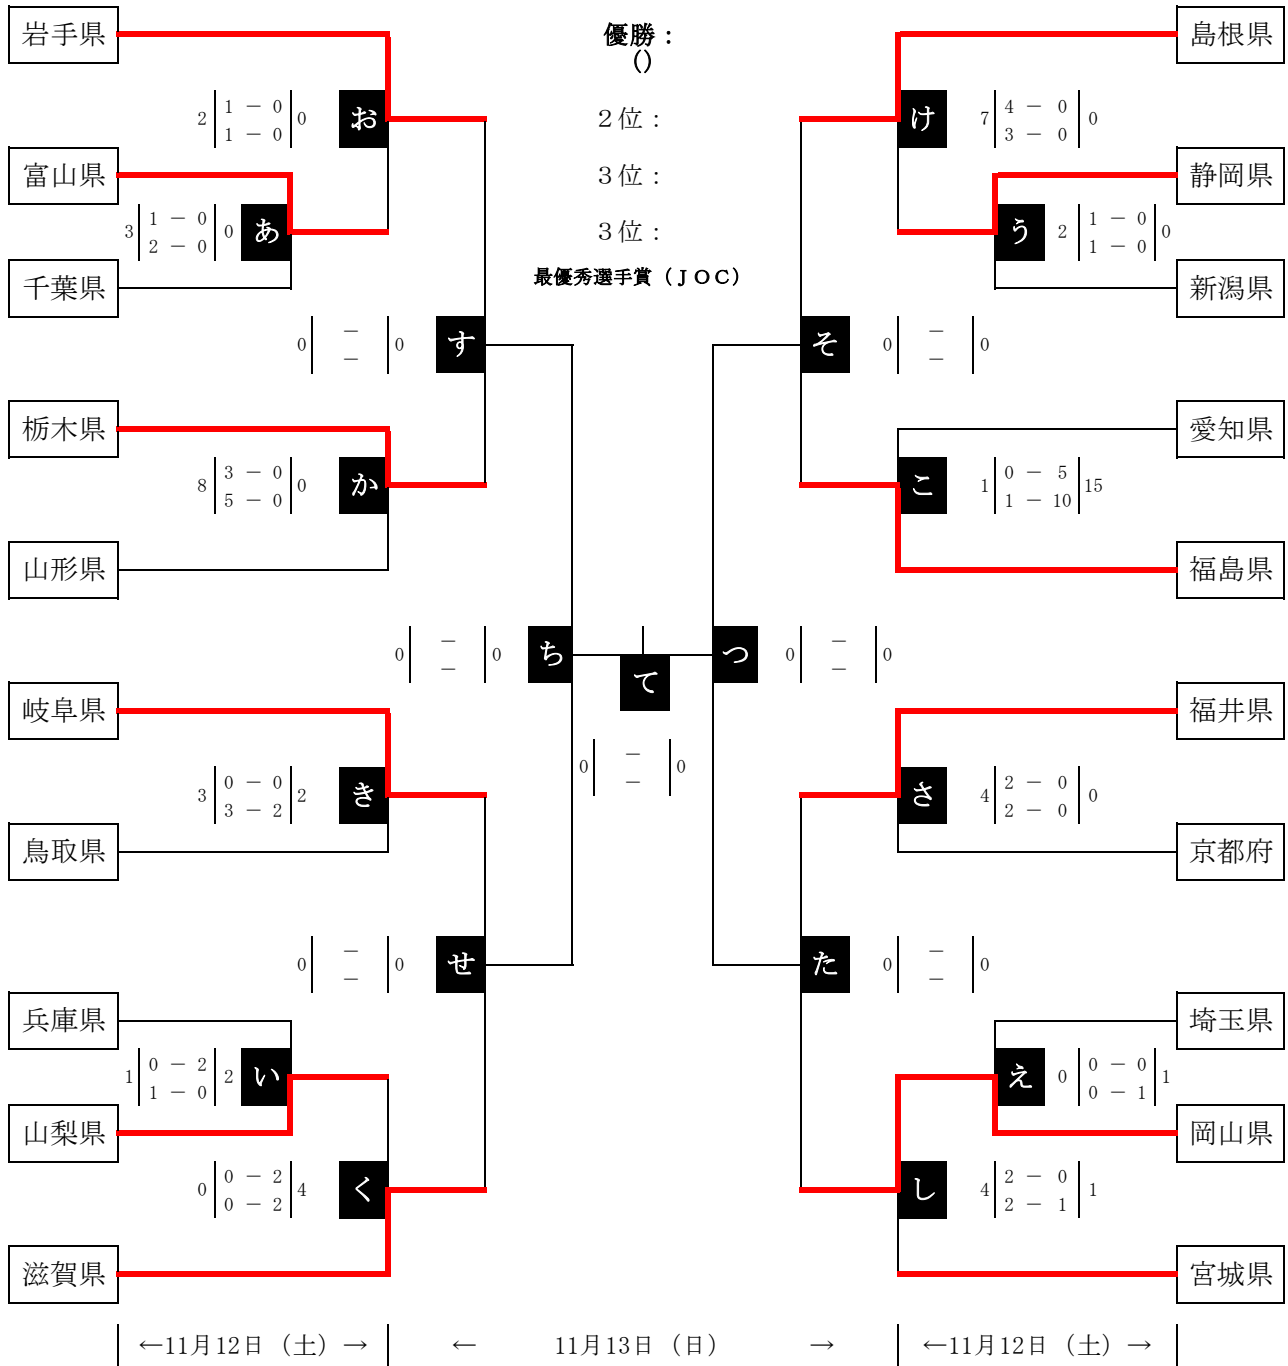 岩手県
優勝：
()
島根県
2 1 － 0 0
1 － 0
お
２位：
け
7 4 － 0 0
3 － 0
富山県
３位：
静岡県
3 1 － 0 0
2 － 0
あ
３位：
う
2 1 － 0 0
1 － 0
千葉県
最優秀選手賞（ＪＯＣ）
新潟県
0 － 0
－
す
そ
0 － 0
－
栃木県
愛知県
8 3 － 0 0
5 － 0
か
こ
1 0 － 5 15
1 － 10
山形県
福島県
0 － 0
－
ち
て
つ
0 － 0
－
岐阜県
福井県
0 － 0
－
3 0 － 0 2
3 － 2
き
さ
4 2 － 0 0
2 － 0
鳥取県
京都府
0 － 0
－
せ
た
0 － 0
－
兵庫県
埼玉県
1 0 － 2 2
1 － 0
い
え
0 0 － 0 1
0 － 1
山梨県
岡山県
0 0 － 2 4
0 － 2
く
し
4 2 － 0 1
2 － 1
滋賀県
宮城県
←11月12日（土）→
← 11月13日（日） →
←11月12日（土）→